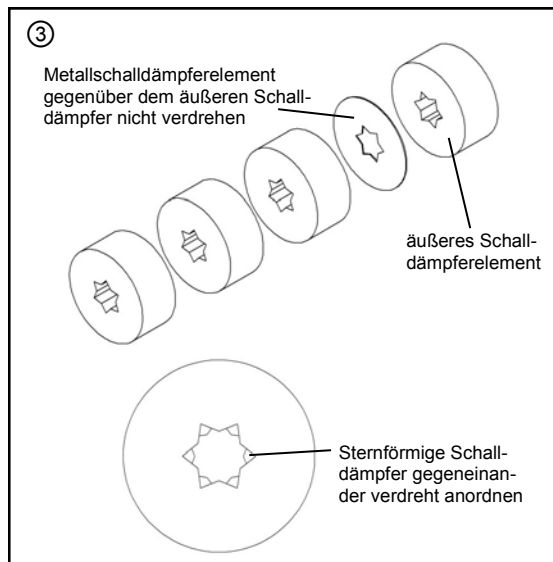 ③
Metallschalldämpferelement
gegenüber dem äußeren Schall-
dämpfer nicht verdrehen
äußeres Schall-
dämpferelement
Sternförmige Schall-
dämpfer gegeneinan-
der verdreht anordnen